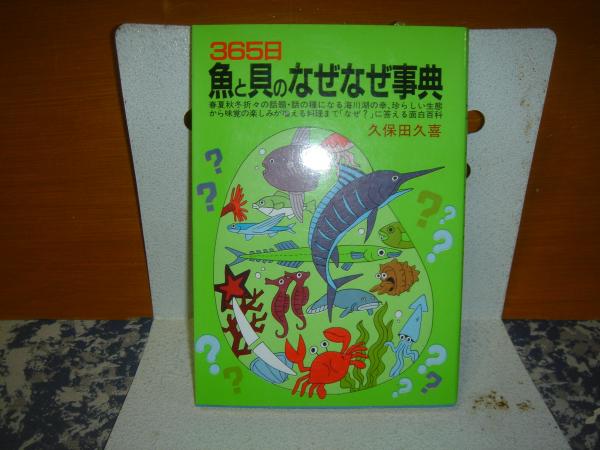 365日
魚と貝のなぜなぜ事典
春夏秋冬折々の話題・話の種になる海川湖の幸、珍らしい生態
から味覚の楽しみが増える料理まで「なぜ？」に答える面白百科
久保田久喜
? ? ? ? ? ? ? ? ? ?